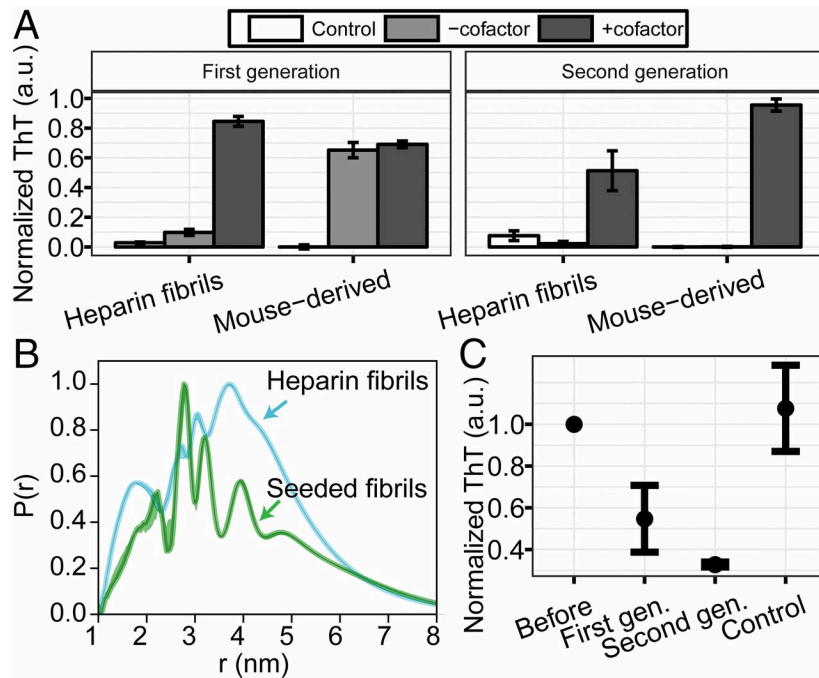 A
Control −cofactor +cofactor
First generation Second generation
Normalized ThT (a.u.)
1.0
0.8
0.6
0.4
0.2
0.0
Heparin fibrils Mouse−derived Heparin fibrils Mouse−derived
B
P(r)
1.0
0.8
0.6
0.4
0.2
0.0
Heparin fibrils
Seeded fibrils
1 2 3 4 5 6 7 8
r (nm)
C
Normalized ThT (a.u.)
1.0
0.6
0.4
Before First gen. Second gen. Control